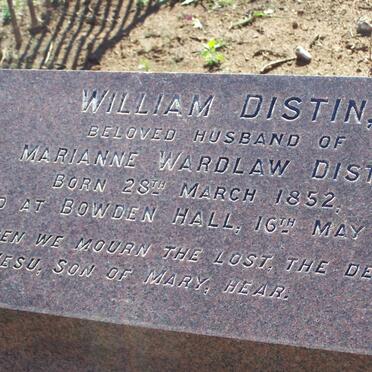 WILLIAM DISTIN,
BELOVED HUSBAND OF
MARIANNE WARDLAW DIST
BORN 28TH MARCH 1852,
D AT BOWDEN HALL, 16TH MAY
EN WE MOURN THE LOST, THE DE
JESU, SON OF MARY, HEAR.